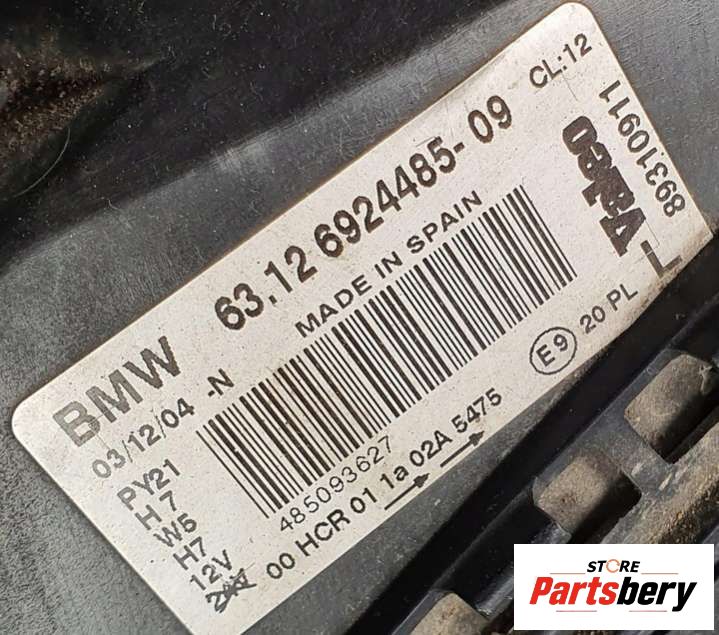 BMW 63.12 6924485-09 CL:12
03/12/04 -N MADE IN SPAIN
Valeo
89310911
L
PY21
H7
W5
H7
12V
485093627
00 HCR 01 1a 02A 5475
E9 20 PL
STORE
Partsbery